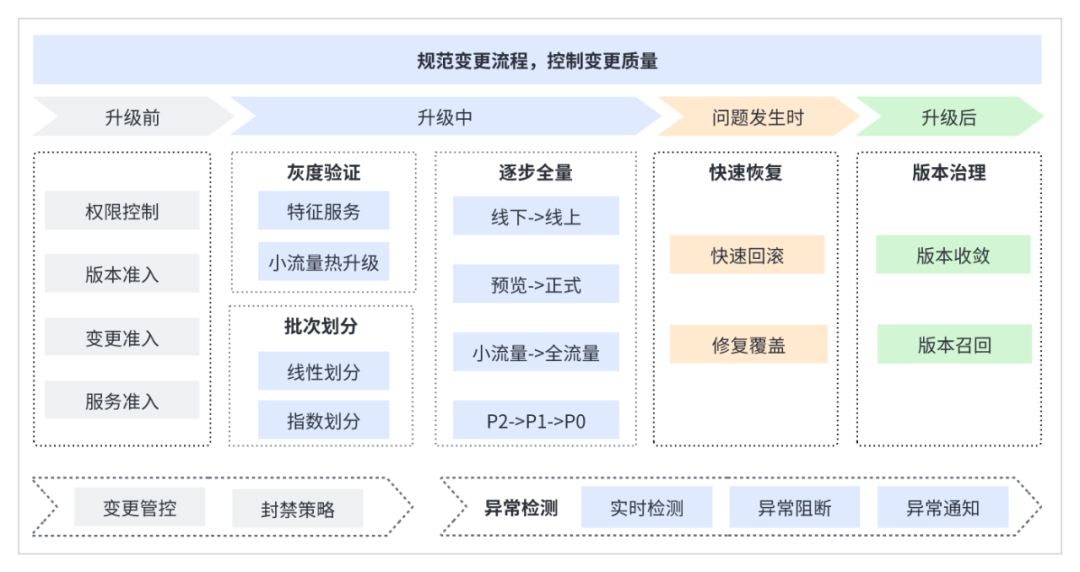 规范变更流程，控制变更质量
升级前
升级中
问题发生时
升级后
权限控制
版本准入
变更准入
服务准入
灰度验证
特征服务
小流量热升级
批次划分
线性划分
指数划分
逐步全量
线下->线上
预览->正式
小流量->全流量
P2->P1->P0
快速恢复
快速回滚
修复覆盖
版本治理
版本收敛
版本召回
变更管控
封禁策略
异常检测
实时检测
异常阻断
异常通知